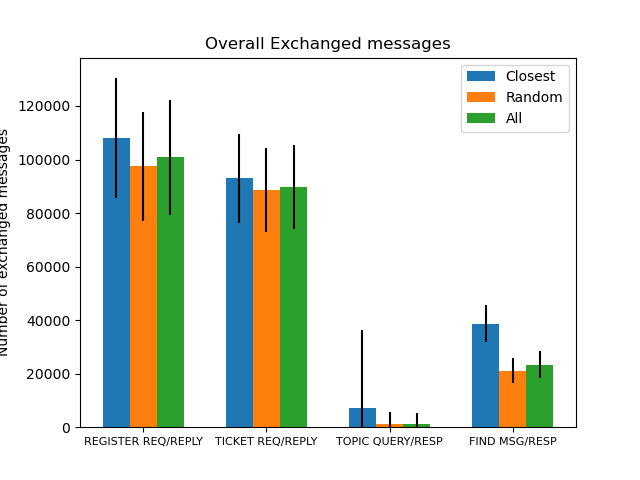 Overall Exchanged messages
Closest
Random
All
Number of exchanged messages
120000
100000
80000
60000
40000
20000
0
REGISTER REQ/REPLY TICKET REQ/REPLY TOPIC QUERY/RESP FIND MSG/RESP